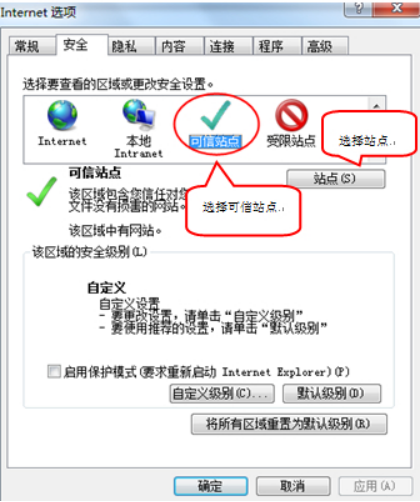 Internet 选项
常规 安全 隐私 内容 连接 程序 高级
选择要查看的区域或更改安全设置。
Internet 本地 Intranet 可信站点 受限站点
选择站点.
可信站点
站点(S)
该区域包含您信任对您
文件没有损害的网站。
选择可信站点.
该区域中有网站。
该区域的安全级别(L)
自定义
自定义设置
- 要更改设置，请单击“自定义级别”
- 要使用推荐的设置，请单击“默认级别”
启用保护模式(要求重新启动 Internet Explorer)(P)
自定义级别(C)... 默认级别(D)
将所有区域重置为默认级别(R)
确定 取消 应用(A)